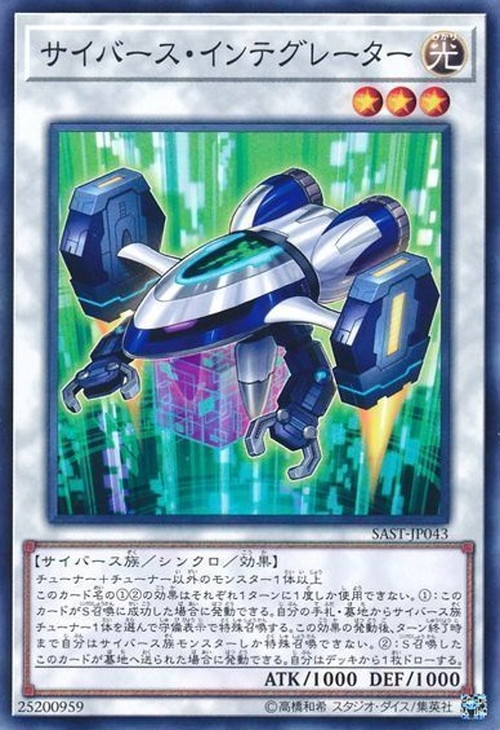 サイバース・インテグレーター 光
SAST-JP043
【サイバース族／シンクロ／効果】
チューナー＋チューナー以外のモンスター1体以上
このカード名の①②の効果はそれぞれ1ターンに1度しか使用できない。①：この
カードがS召喚に成功した場合に発動できる。自分の手札・墓地からサイバース族
チューナー1体を選んで守備表示で特殊召喚する。この効果の発動後、ターン終了時
まで自分はサイバース族モンスターしか特殊召喚できない。②：S召喚した
このカードが墓地へ送られた場合に発動できる。自分はデッキから1枚ドローする。
ATK/1000 DEF/1000
25200959 ©高橋和希 スタジオ・ダイス/集英社